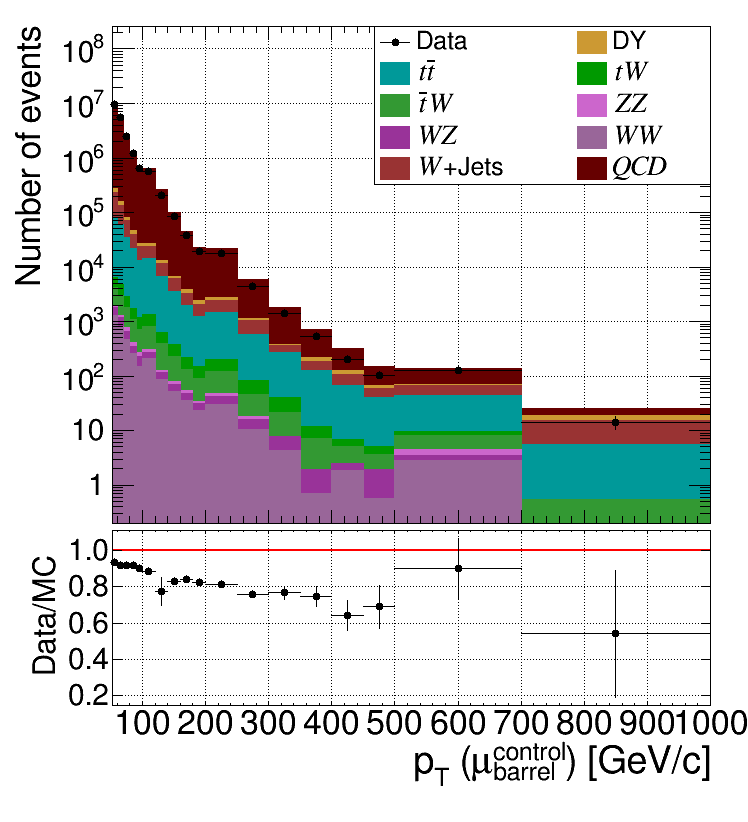 Number of events
10⁸
10⁷
10⁶
10⁵
10⁴
10³
10²
10
1
Data DY
tt̄ tW
t̄W ZZ
WZ WW
W+Jets QCD
Data/MC
1.0
0.8
0.6
0.4
0.2
100 200 300 400 500 600 700 800 900 1000
p_T (μ^control_barrel) [GeV/c]